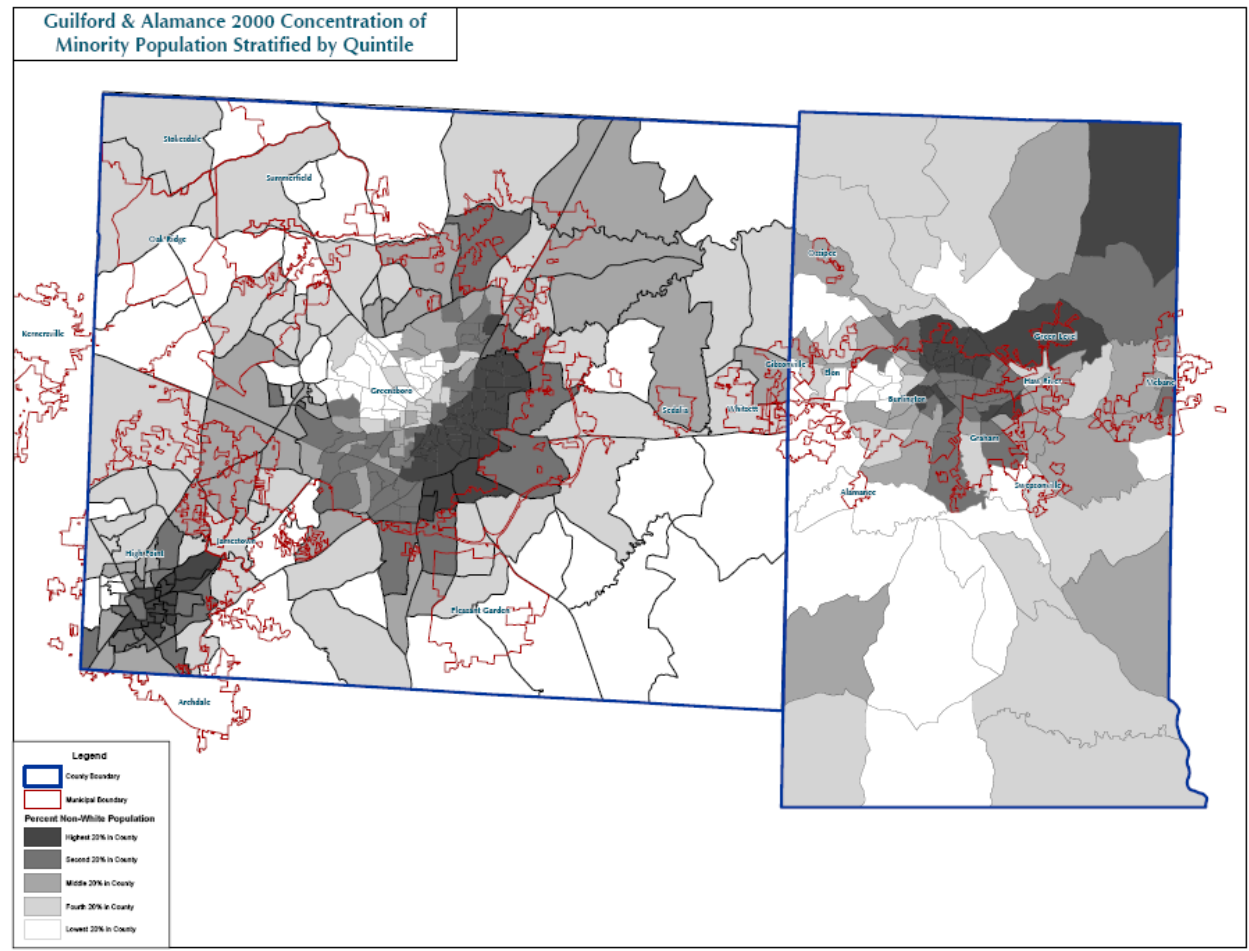 Guilford & Alamance 2000 Concentration of
Minority Population Stratified by Quintile
Stokesdale
Summerfield
Oak Ridge
Ossipee
Kernersville
Green Level
Gibsonville
Elon
Haw River
Mebane
Greensboro
Burlington
Sedalia
Whitsett
Graham
Alamance
Swepsonville
High Point
Jamestown
Pleasant Garden
Archdale
Legend
County Boundary
Municipal Boundary
Percent Non-White Population
Highest 20% in County
Second 20% in County
Middle 20% in County
Fourth 20% in County
Lowest 20% in County